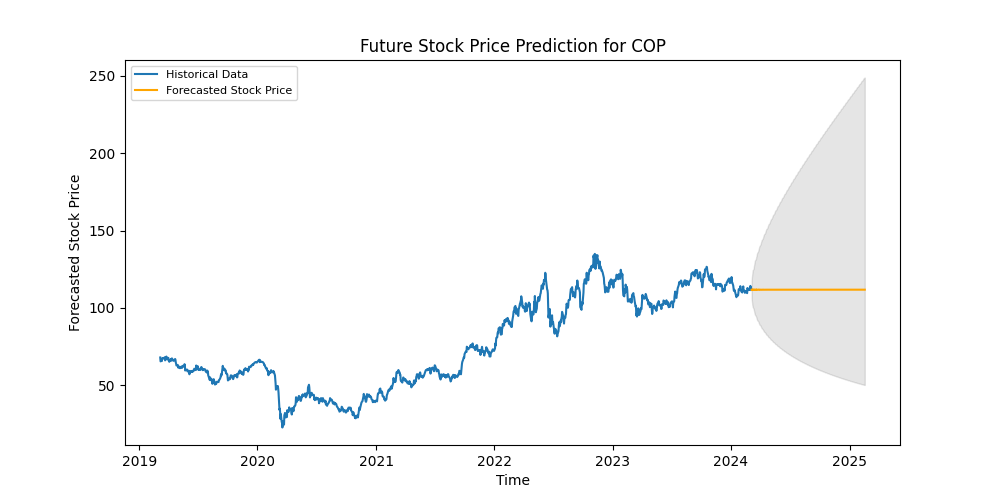 Future Stock Price Prediction for COP
Historical Data
Forecasted Stock Price
Forecasted Stock Price
250
200
150
100
50
2019
2020
2021
2022
2023
2024
2025
Time